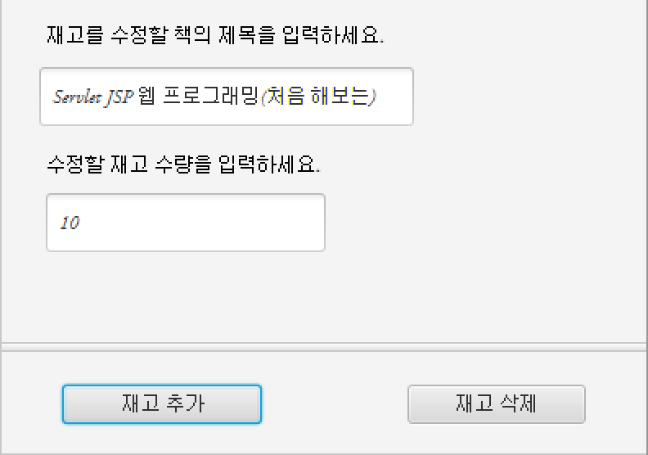 재고를 수정할 책의 제목을 입력하세요.
Servlet JSP 웹 프로그래밍(처음 해보는)
수정할 재고 수량을 입력하세요.
10
재고 추가
재고 삭제